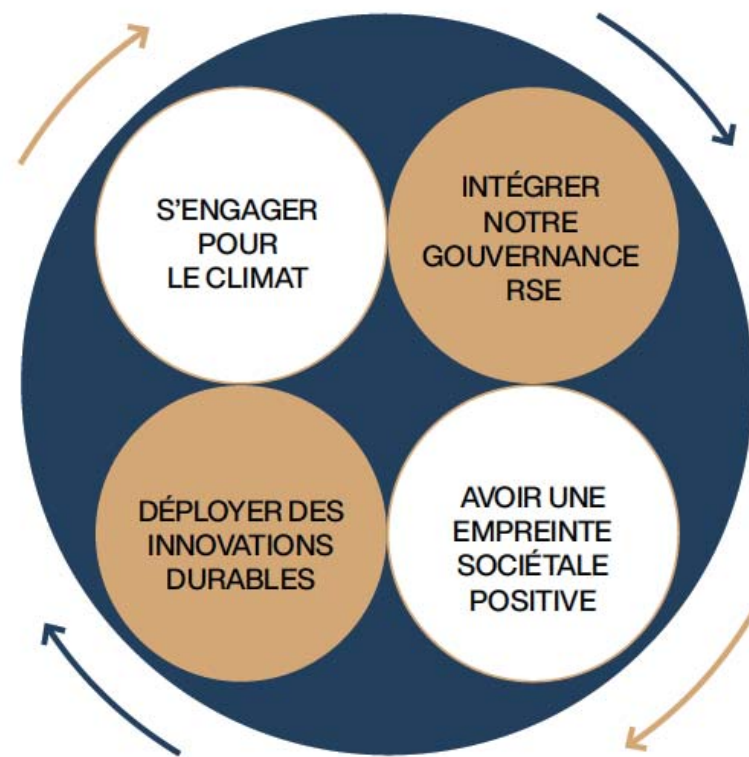 S'ENGAGER
POUR
LE CLIMAT
INTÉGRER
NOTRE
GOUVERNANCE
RSE
DÉPLOYER DES
INNOVATIONS
DURABLES
AVOIR UNE
EMPREINTE
SOCIÉTALE
POSITIVE